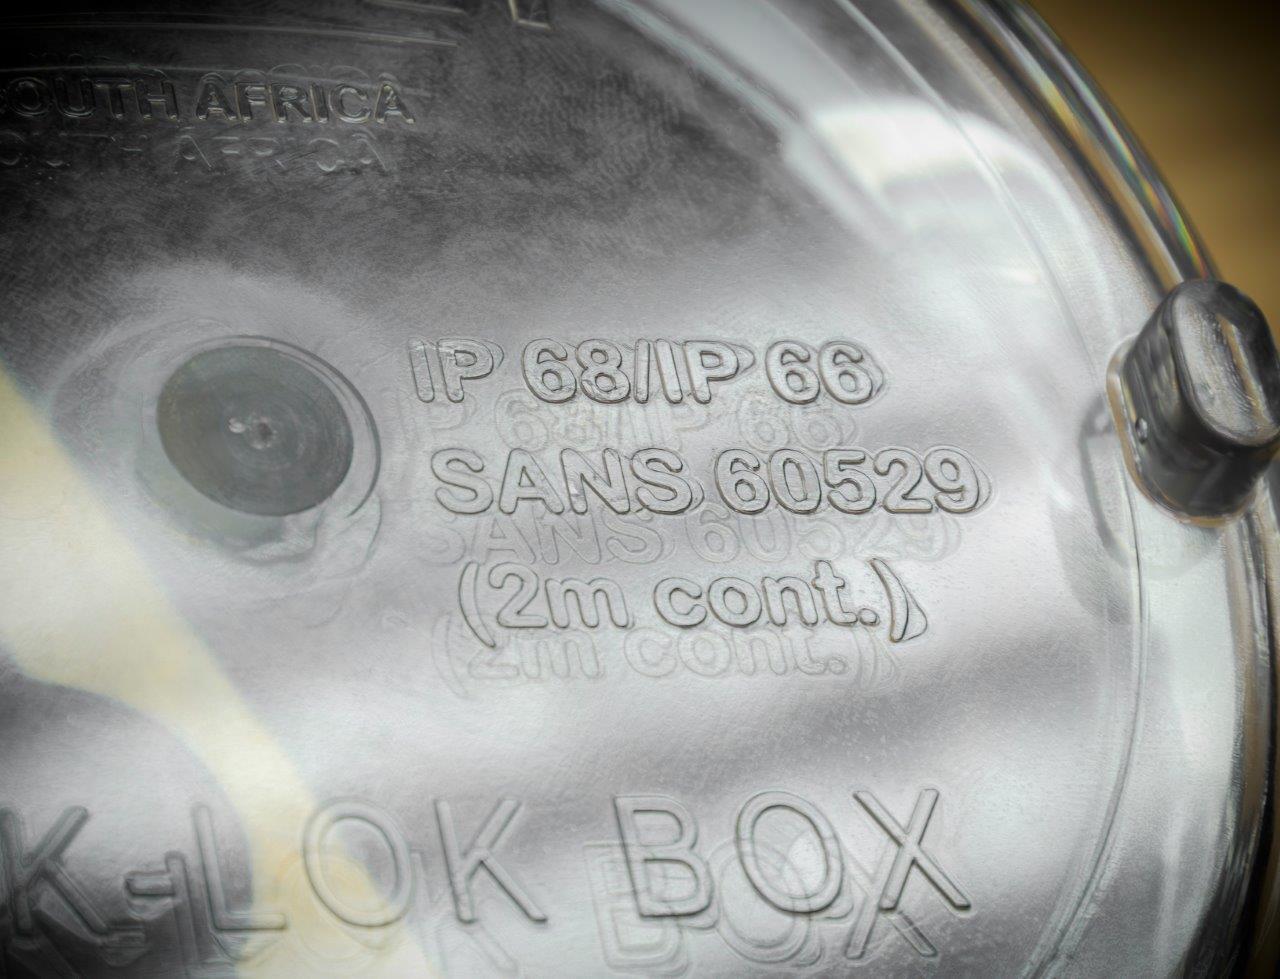 SOUTH AFRICA
IP 68/IP 66
SANS 60529
(2m cont.)
K-LOK BOX